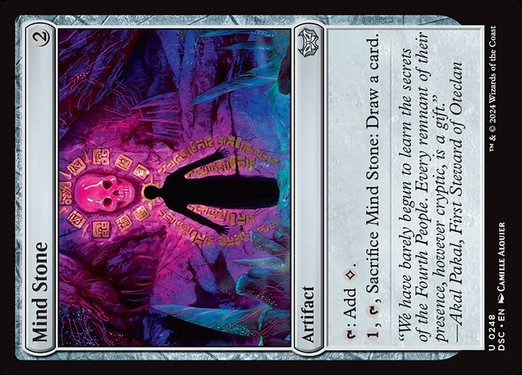 Mind Stone 2
Artifact
: Add .
1, , Sacrifice Mind Stone: Draw a card.
“We have barely begun to learn the secrets
of the Fourth People. Every remnant of their
presence, however cryptic, is a gift.”
—Akal Pakal, First Steward of Oteclan
U 0248
DSC • EN CAMILLE ALQUIER
™ & © 2024 Wizards of the Coast